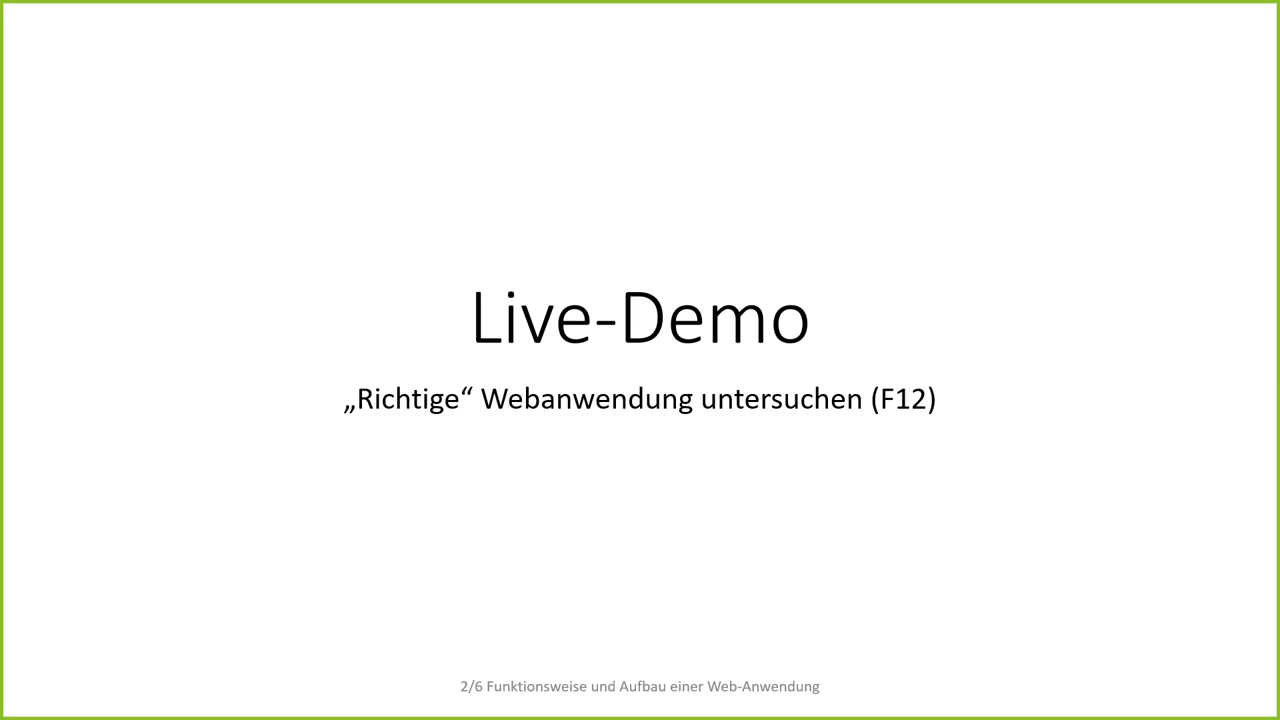 Live-Demo
„Richtige“ Webanwendung untersuchen (F12)
2/6 Funktionsweise und Aufbau einer Web-Anwendung